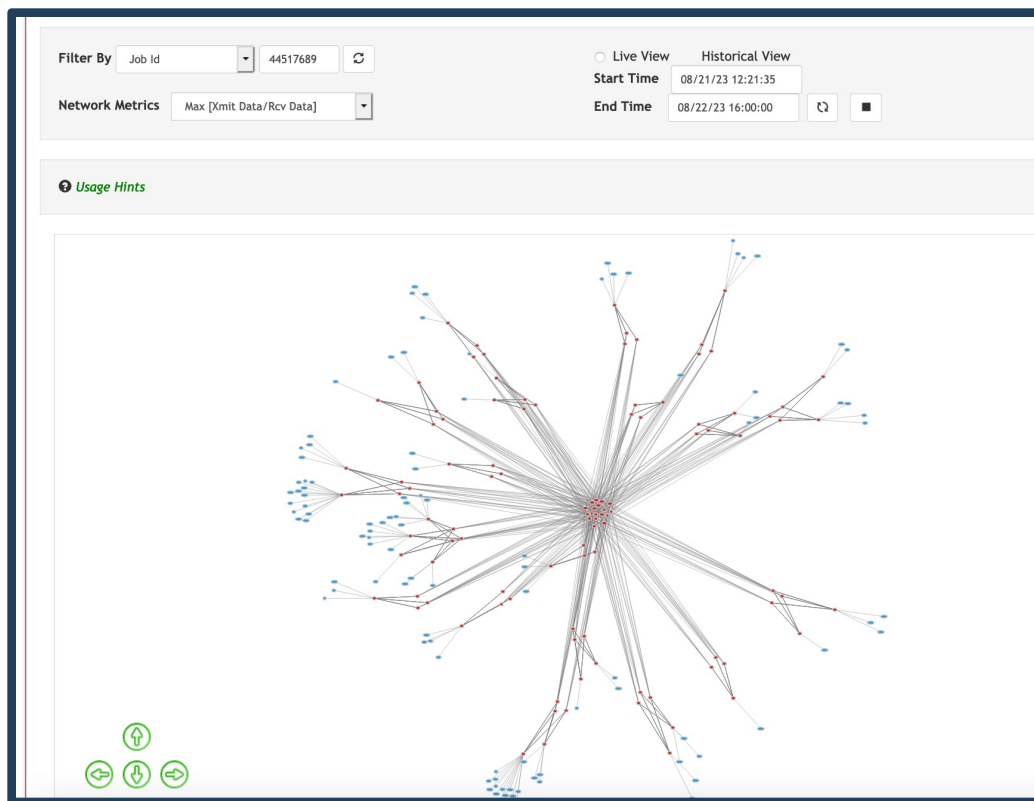 Filter By Job Id 44517689
Network Metrics Max [Xmit Data/Rcv Data]
Live View Historical View
Start Time 08/21/23 12:21:35
End Time 08/22/23 16:00:00
Usage Hints